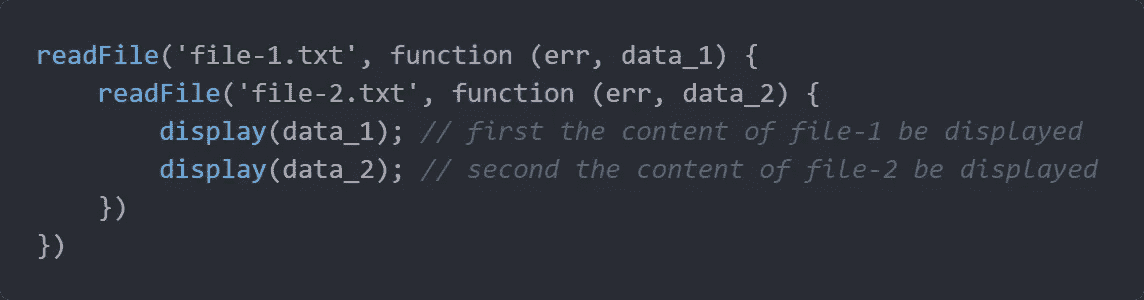 readFile('file-1.txt', function (err, data_1) {
    readFile('file-2.txt', function (err, data_2) {
        display(data_1); // first the content of file-1 be displayed
        display(data_2); // second the content of file-2 be displayed
    })
})